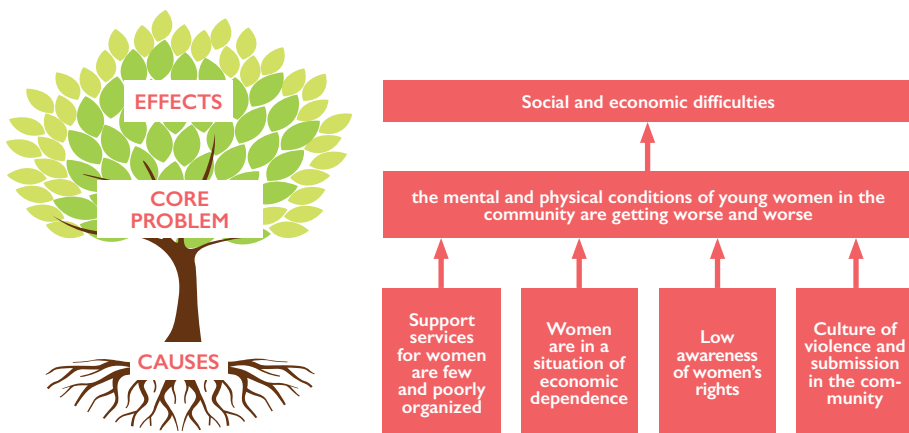 EFFECTS
CORE
PROBLEM
CAUSES
Social and economic difficulties
the mental and physical conditions of young women in the
community are getting worse and worse
Support
services
for women
are few
and poorly
organized
Women
are in a
situation of
economic
dependence
Low
awareness
of women’s
rights
Culture of
violence and
submission
in the com-
munity